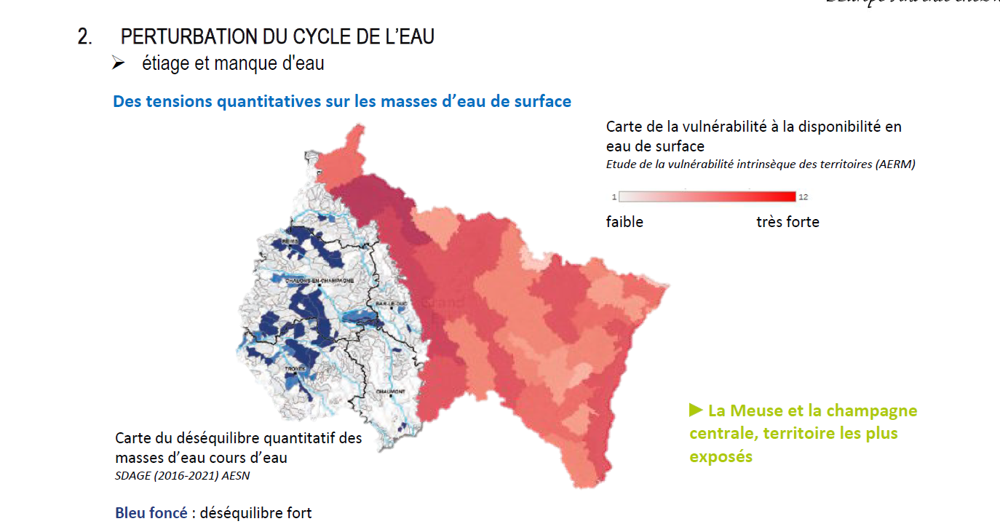 2. PERTURBATION DU CYCLE DE L'EAU
➢ étiage et manque d'eau
Des tensions quantitatives sur les masses d'eau de surface
Carte de la vulnérabilité à la disponibilité en
eau de surface
Etude de la vulnérabilité intrinsèque des territoires (AERM)
1 12
faible très forte
REIMS
CHALONS-EN-CHAMPAGNE
BAR-LE-DUC
Grand
TROYES
CHAUMONT
► La Meuse et la champagne
centrale, territoire les plus
exposés
Carte du déséquilibre quantitatif des
masses d'eau cours d'eau
SDAGE (2016-2021) AESN
Bleu foncé : déséquilibre fort